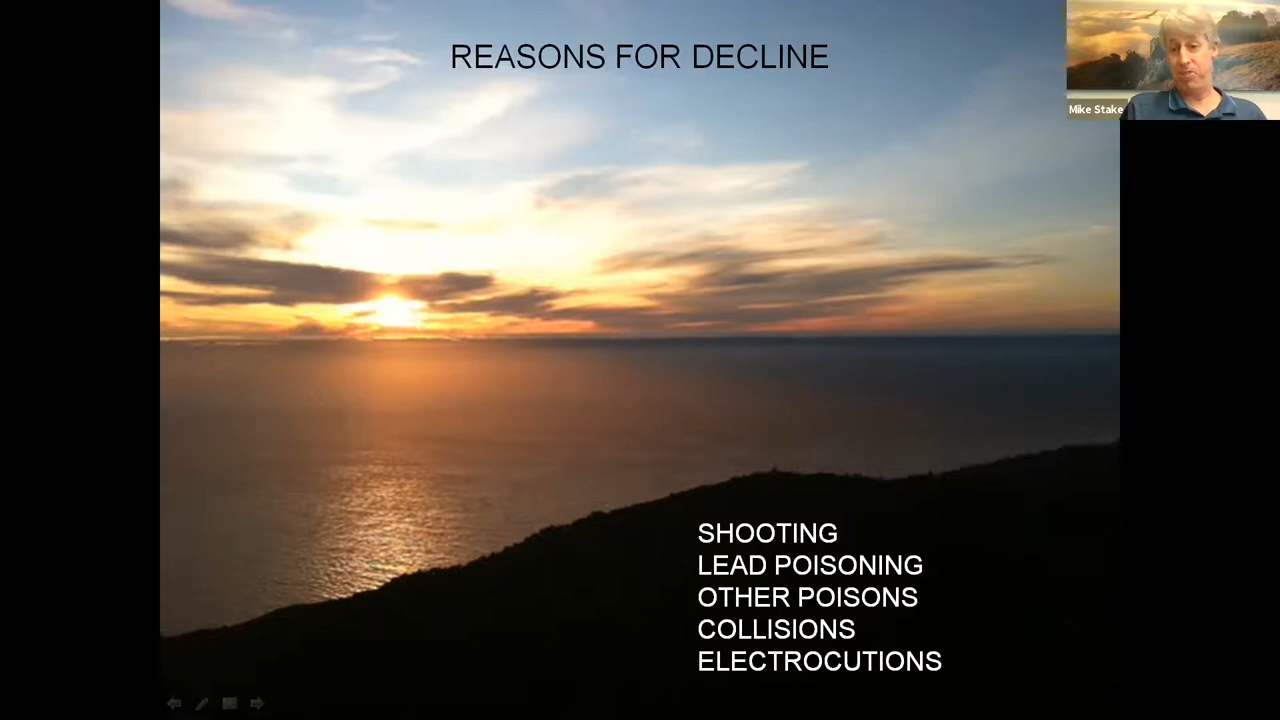 REASONS FOR DECLINE
Mike Stake
SHOOTING
LEAD POISONING
OTHER POISONS
COLLISIONS
ELECTROCUTIONS